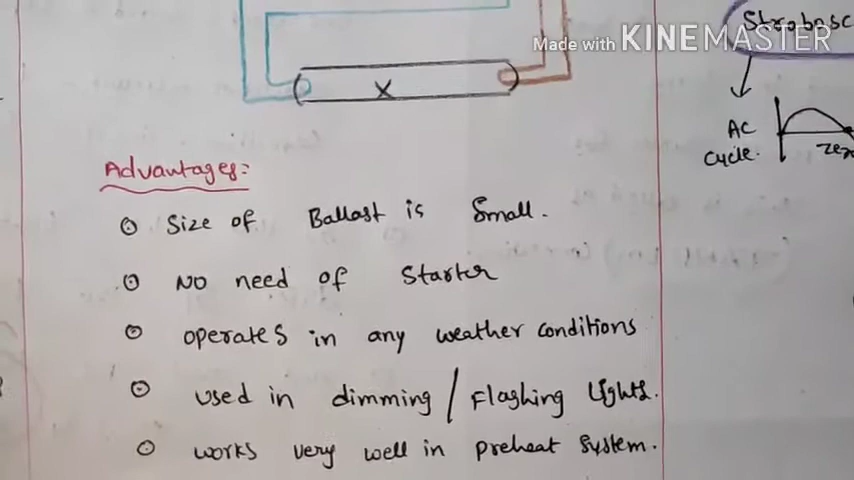 Made with KINEMASTER
Advantages:
Size of Ballast is Small.
No need of Starter
operates in any weather conditions
used in dimming / Flashing lights.
works very well in preheat system.
AC
Cycle.